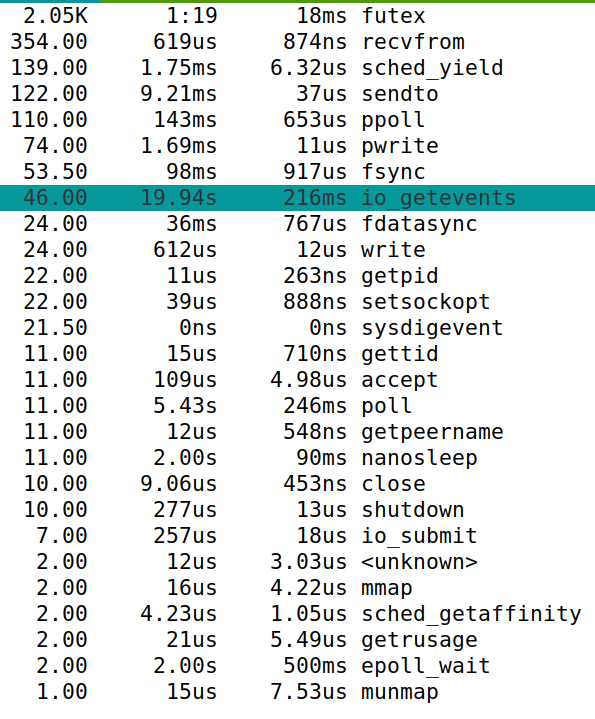 2.05K 1:19 18ms futex
354.00 619us 874ns recvfrom
139.00 1.75ms 6.32us sched_yield
122.00 9.21ms 37us sendto
110.00 143ms 653us ppoll
74.00 1.69ms 11us pwrite
53.50 98ms 917us fsync
46.00 19.94s 216ms io_getevents
24.00 36ms 767us fdatasync
24.00 612us 12us write
22.00 11us 263ns getpid
22.00 39us 888ns setsockopt
21.50 0ns 0ns sysdigevent
11.00 15us 710ns gettid
11.00 109us 4.98us accept
11.00 5.43s 246ms poll
11.00 12us 548ns getpeername
11.00 2.00s 90ms nanosleep
10.00 9.06us 453ns close
10.00 277us 13us shutdown
7.00 257us 18us io_submit
2.00 12us 3.03us <unknown>
2.00 16us 4.22us mmap
2.00 4.23us 1.05us sched_getaffinity
2.00 21us 5.49us getrusage
2.00 2.00s 500ms epoll_wait
1.00 15us 7.53us munmap